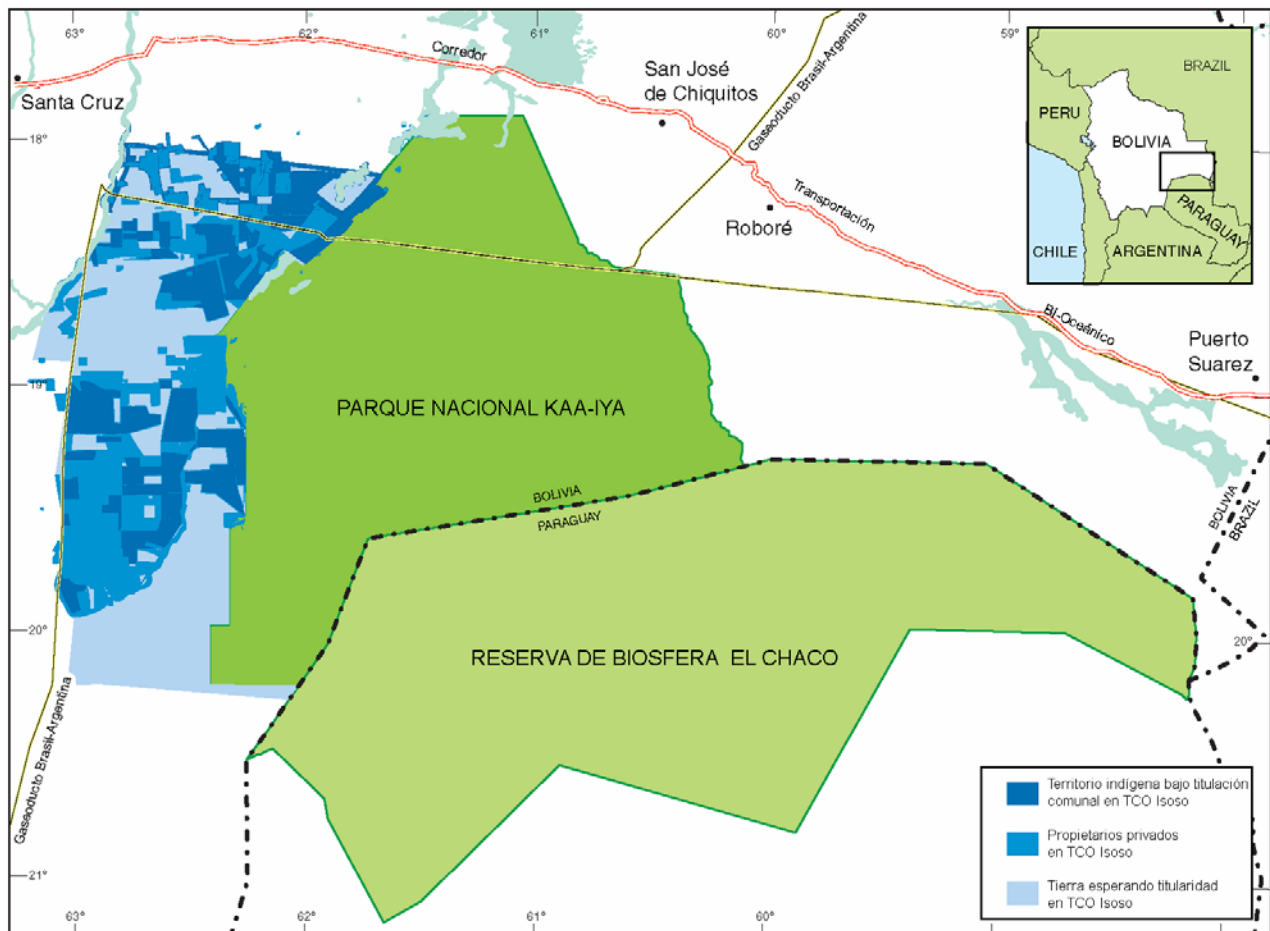 63°
62°
61°
60°
59°
Corredor
Santa Cruz
San José
de Chiquitos
Gaseoducto Brasil-Argentina
BRAZIL
PERU
BOLIVIA
PARAGUAY
CHILE
ARGENTINA
18°
Transportación
Roboré
BI-Oceánico
Puerto
Suarez
19°
PARQUE NACIONAL KAA-IYA
BOLIVIA
PARAGUAY
BOLIVIA
BRAZIL
20°
20°
RESERVA DE BIOSFERA EL CHACO
Gaseoducto Brasil-Argentina
Territorio indígena bajo titulación
comunal en TCO Isoso
Propietarios privados
en TCO Isoso
Tierra esperando titularidad
en TCO Isoso
21°
63°
62°
61°
60°